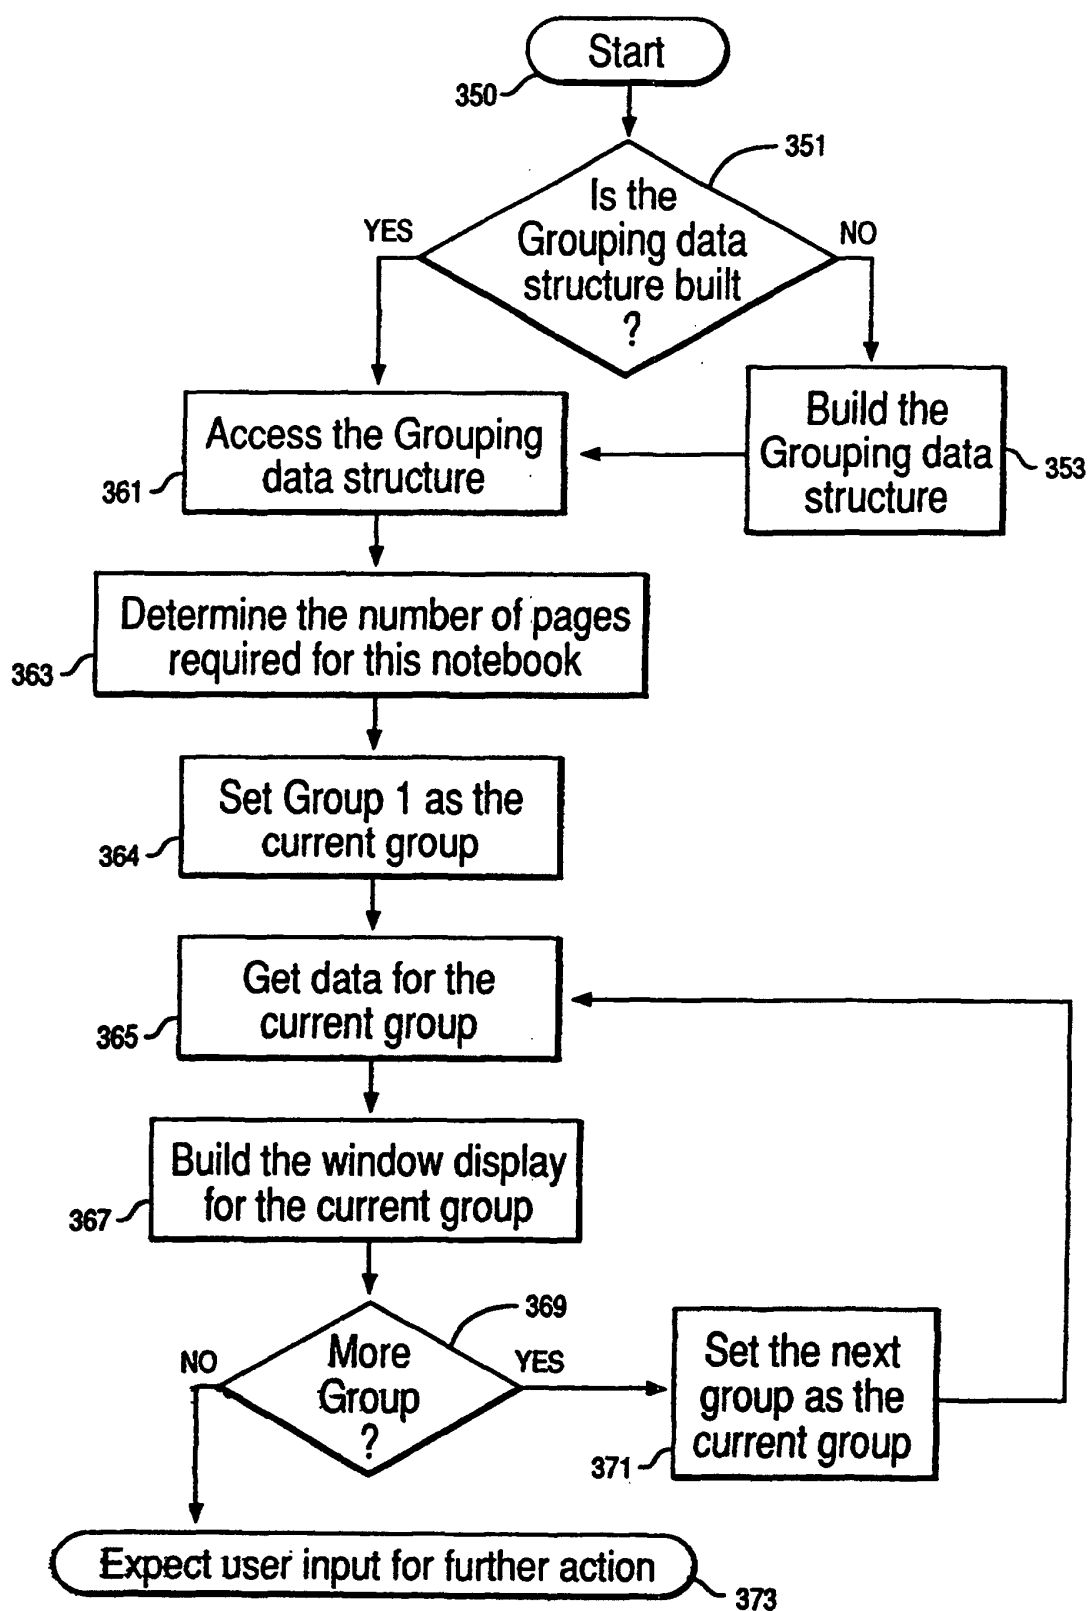 Start
350
351
Is the
Grouping data
structure built
?
YES
NO
Access the Grouping
data structure
361
Build the
Grouping data
structure
353
Determine the number of pages
required for this notebook
363
Set Group 1 as the
current group
364
Get data for the
current group
365
Build the window display
for the current group
367
369
More
Group
?
NO
YES
Set the next
group as the
current group
371
Expect user input for further action
373